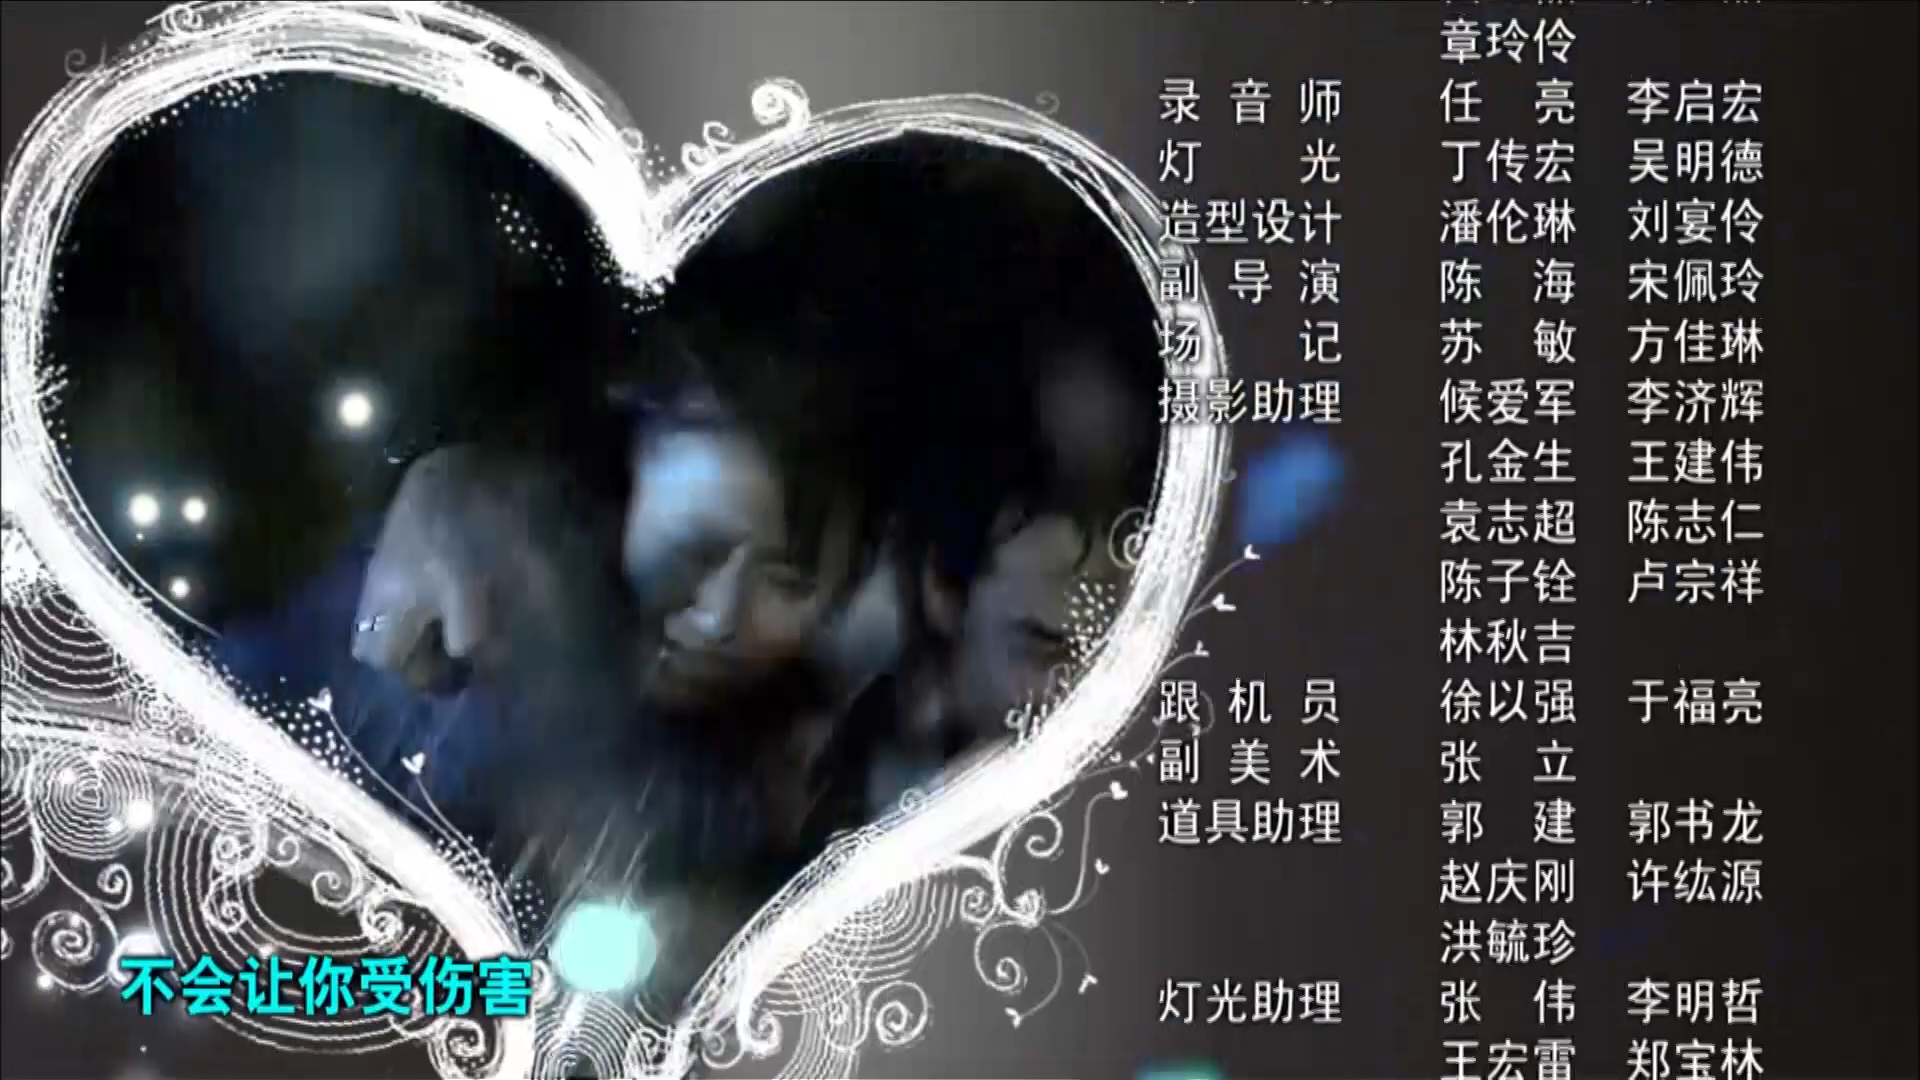 章玲伶
录音师 任亮 李启宏
灯光 丁传宏 吴明德
造型设计 潘伦琳 刘宴伶
副导演 陈海 宋佩玲
场记 苏敏 方佳琳
摄影助理 候爱军 李济辉
孔金生 王建伟
袁志超 陈志仁
陈子铨 卢宗祥
林秋吉
跟机员 徐以强 于福亮
副美术 张立
道具助理 郭建 郭书龙
赵庆刚 许纮源
洪毓珍
不会让你受伤害
灯光助理 张伟 李明哲
王宏雷 郑宝林